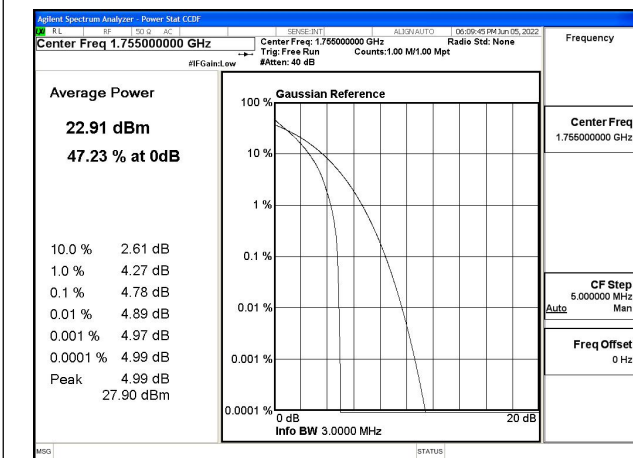 Agilent Spectrum Analyzer - Power Stat CCDF
RL RF 50 Ω AC SENSE:INT ALIGN AUTO 06:09:45 PM Jun 05, 2022
Center Freq 1.755000000 GHz
Center Freq: 1.755000000 GHz Radio Std: None
Trig: Free Run Counts:1.00 M/1.00 Mpt
#IFGain:Low #Atten: 40 dB
Frequency
Average Power
22.91 dBm
47.23 % at 0dB
10.0 % 2.61 dB
1.0 % 4.27 dB
0.1 % 4.78 dB
0.01 % 4.89 dB
0.001 % 4.97 dB
0.0001 % 4.99 dB
Peak 4.99 dB
27.90 dBm
Gaussian Reference
100 %
10 %
1 %
0.1 %
0.01 %
0.001 %
0.0001 %
0 dB 20 dB
Info BW 3.0000 MHz
Center Freq
1.755000000 GHz
CF Step
5.000000 MHz
Auto Man
Freq Offset
0 Hz
MSG STATUS